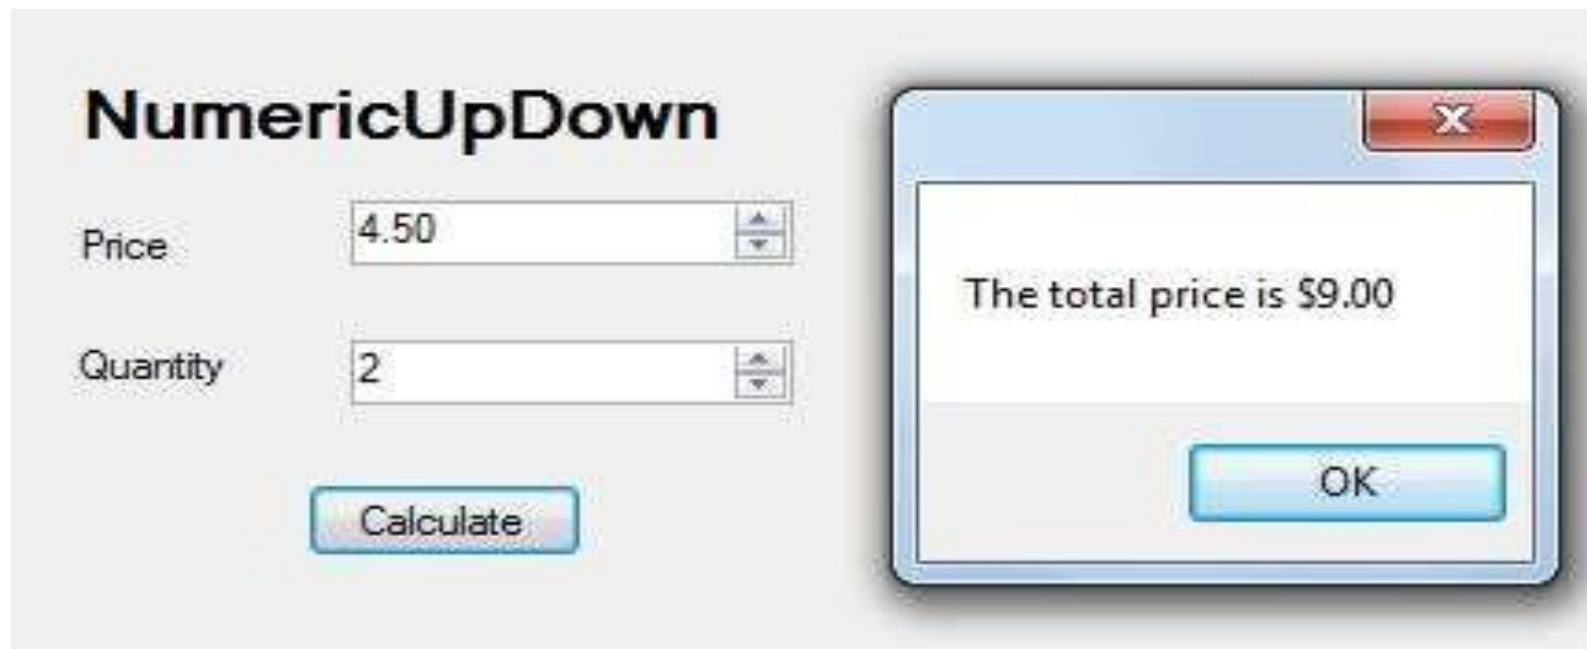 NumericUpDown
Price
4.50
Quantity
2
Calculate
The total price is $9.00
OK